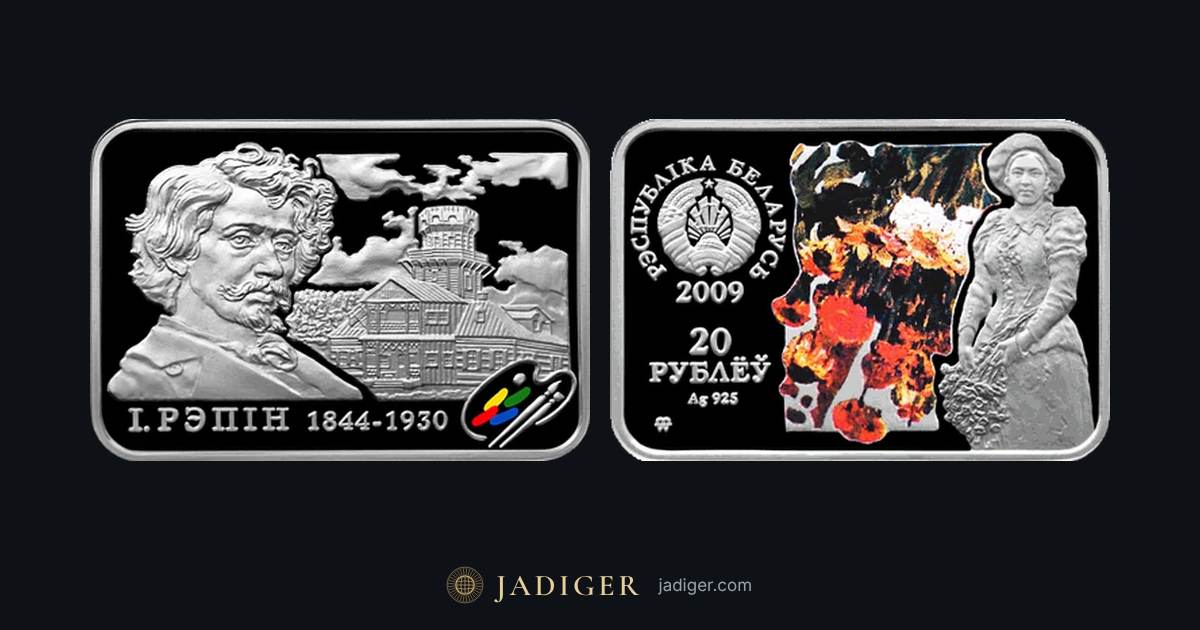 І.РЭПІН 1844-1930
РЭСПУБЛІКА БЕЛАРУСЬ
2009
20
РУБЛЁЎ
Ag 925
JADIGER jadiger.com